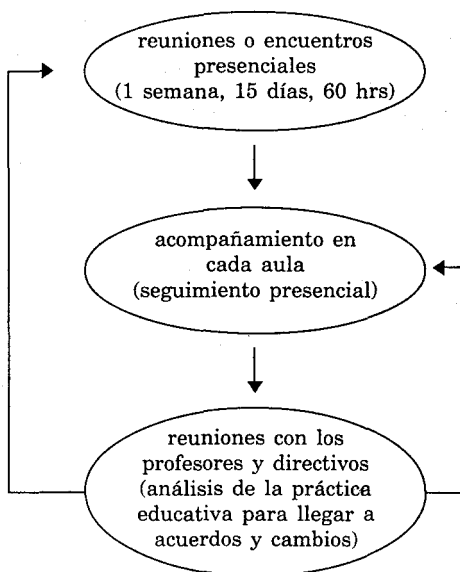 reuniones o encuentros
presenciales
(1 semana, 15 días, 60 hrs)
acompañamiento en
cada aula
(seguimiento presencial)
reuniones con los
profesores y directivos
(análisis de la práctica
educativa para llegar a
acuerdos y cambios)